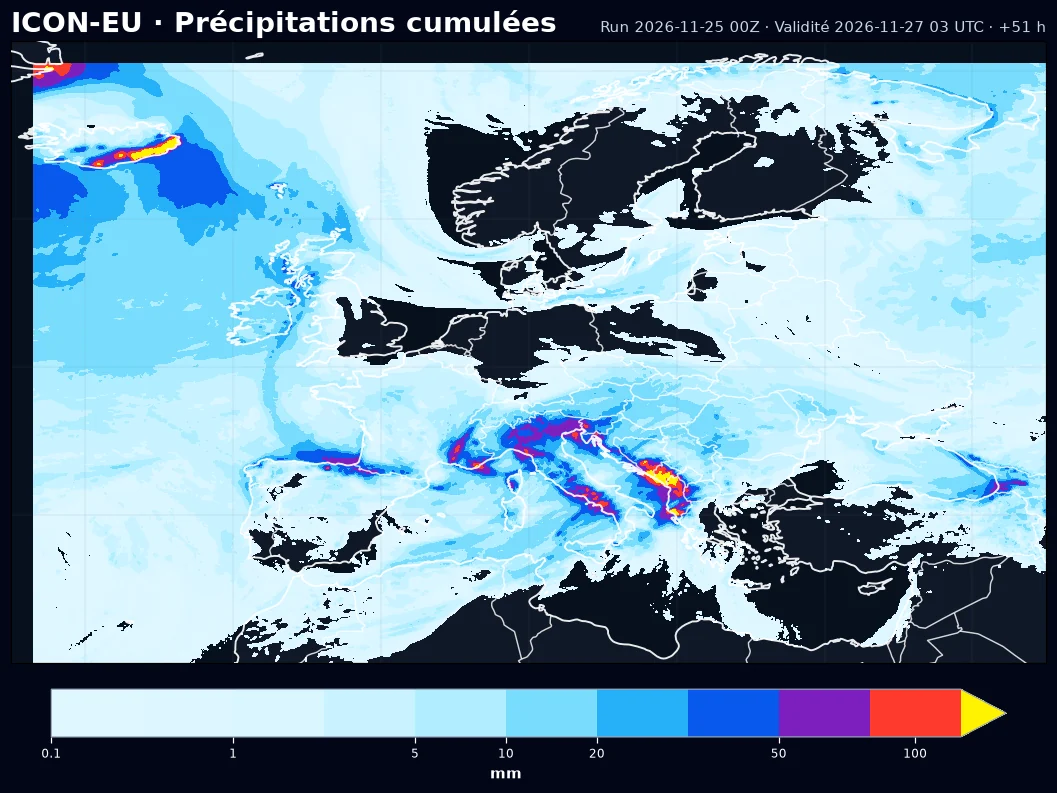 ICON-EU · Précipitations cumulées
Run 2026-11-25 00Z · Validité 2026-11-27 03 UTC · +51 h
0.1 1 5 10 20 50 100
mm